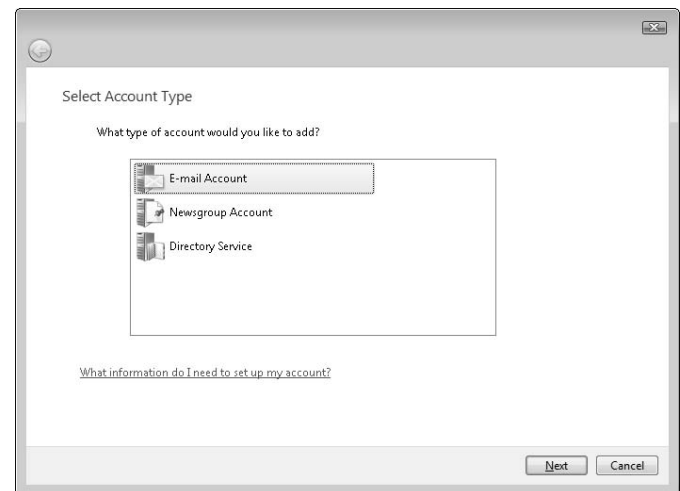 Select Account Type
What type of account would you like to add?
E-mail Account
Newsgroup Account
Directory Service
What information do I need to set up my account?
Next
Cancel